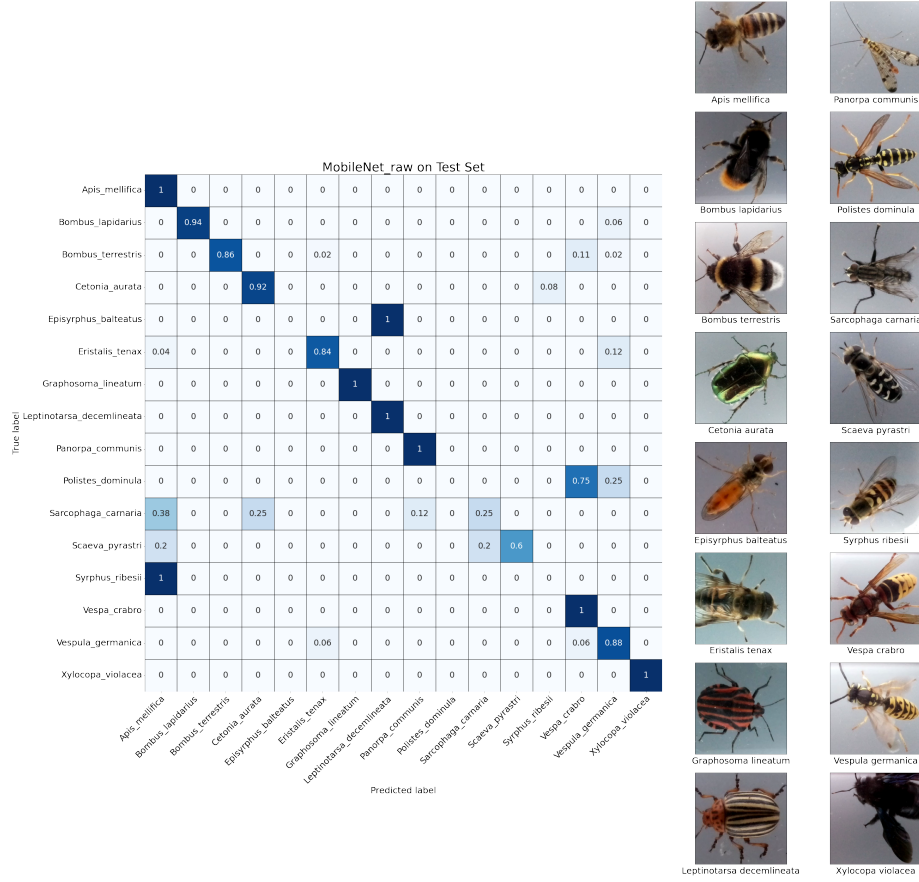 MobileNet_raw on Test Set
True label
Apis_mellifica 1 0 0 0 0 0 0 0 0 0 0 0 0 0 0 0
Bombus_lapidarius 0 0.94 0 0 0 0 0 0 0 0 0 0 0 0 0.06 0
Bombus_terrestris 0 0 0.86 0 0 0.02 0 0 0 0 0 0 0 0.11 0.02 0
Cetonia_aurata 0 0 0 0.92 0 0 0 0 0 0 0 0 0.08 0 0 0
Episyrphus_balteatus 0 0 0 0 0 0 0 1 0 0 0 0 0 0 0 0
Eristalis_tenax 0.04 0 0 0 0 0.84 0 0 0 0 0 0 0 0 0.12 0
Graphosoma_lineatum 0 0 0 0 0 0 1 0 0 0 0 0 0 0 0 0
Leptinotarsa_decemlineata 0 0 0 0 0 0 0 1 0 0 0 0 0 0 0 0
Panorpa_communis 0 0 0 0 0 0 0 0 1 0 0 0 0 0 0 0
Polistes_dominula 0 0 0 0 0 0 0 0 0 0 0 0 0 0.75 0.25 0
Sarcophaga_carnaria 0.38 0 0 0.25 0 0 0 0 0.12 0 0.25 0 0 0 0 0
Scaeva_pyrastri 0.2 0 0 0 0 0 0 0 0 0 0.2 0.6 0 0 0 0
Syrphus_ribesii 1 0 0 0 0 0 0 0 0 0 0 0 0 0 0 0
Vespa_crabro 0 0 0 0 0 0 0 0 0 0 0 0 0 1 0 0
Vespula_germanica 0 0 0 0 0 0.06 0 0 0 0 0 0 0 0.06 0.88 0
Xylocopa_violacea 0 0 0 0 0 0 0 0 0 0 0 0 0 0 0 1
Apis_mellifica
Bombus_lapidarius
Bombus_terrestris
Cetonia_aurata
Episyrphus_balteatus
Eristalis_tenax
Graphosoma_lineatum
Leptinotarsa_decemlineata
Panorpa_communis
Polistes_dominula
Sarcophaga_carnaria
Scaeva_pyrastri
Syrphus_ribesii
Vespa_crabro
Vespula_germanica
Xylocopa_violacea
Predicted label
Apis mellifica
Panorpa communis
Bombus lapidarius
Polistes dominula
Bombus terrestris
Sarcophaga carnaria
Cetonia aurata
Scaeva pyrastri
Episyrphus balteatus
Syrphus ribesii
Eristalis tenax
Vespa crabro
Graphosoma lineatum
Vespula germanica
Leptinotarsa decemlineata
Xylocopa violacea